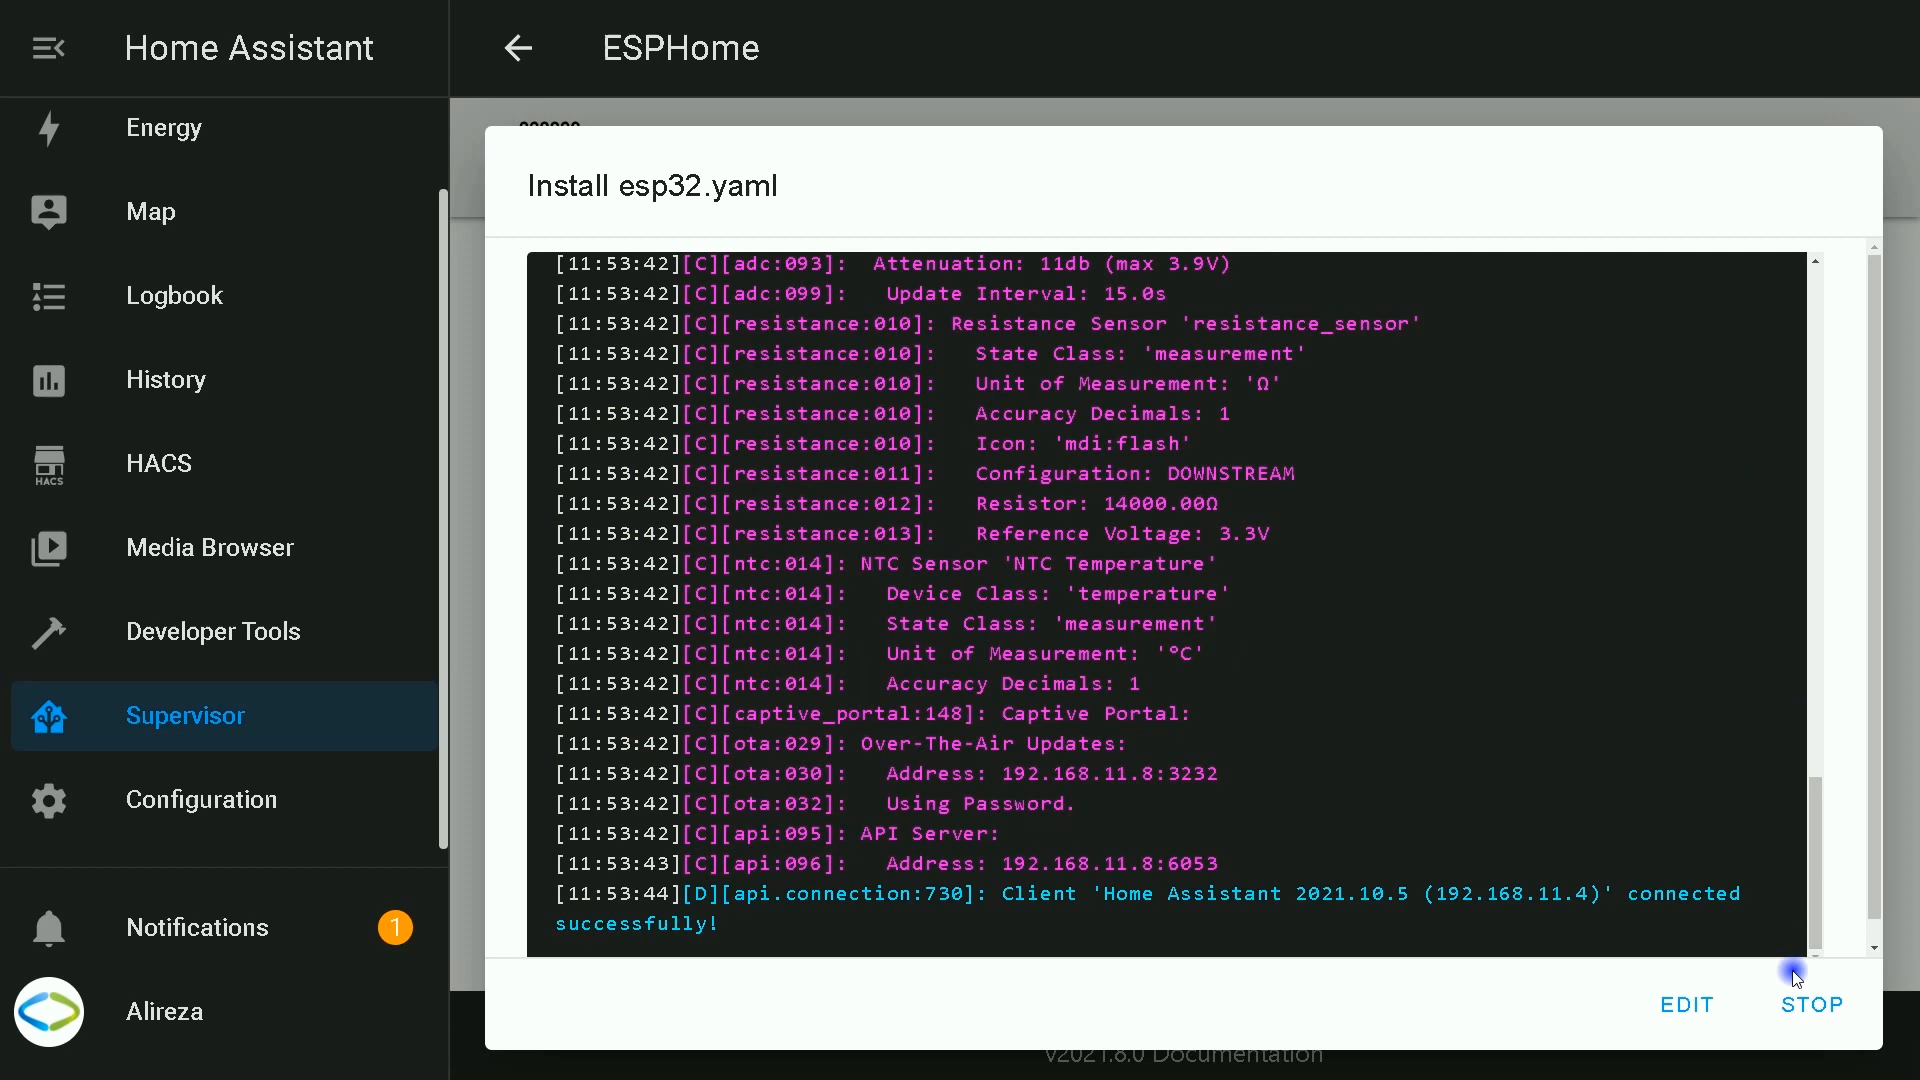 Home Assistant
ESPHome
Energy
Map
Logbook
History
HACS
HACS
Media Browser
Developer Tools
Supervisor
Configuration
Notifications
1
Alireza
Install esp32.yaml
[11:53:42][C][adc:093]:  Attenuation: 11db (max 3.9V)
[11:53:42][C][adc:099]:   Update Interval: 15.0s
[11:53:42][C][resistance:010]: Resistance Sensor 'resistance_sensor'
[11:53:42][C][resistance:010]:   State Class: 'measurement'
[11:53:42][C][resistance:010]:   Unit of Measurement: 'Ω'
[11:53:42][C][resistance:010]:   Accuracy Decimals: 1
[11:53:42][C][resistance:010]:   Icon: 'mdi:flash'
[11:53:42][C][resistance:011]:   Configuration: DOWNSTREAM
[11:53:42][C][resistance:012]:   Resistor: 14000.00Ω
[11:53:42][C][resistance:013]:   Reference Voltage: 3.3V
[11:53:42][C][ntc:014]: NTC Sensor 'NTC Temperature'
[11:53:42][C][ntc:014]:   Device Class: 'temperature'
[11:53:42][C][ntc:014]:   State Class: 'measurement'
[11:53:42][C][ntc:014]:   Unit of Measurement: '°C'
[11:53:42][C][ntc:014]:   Accuracy Decimals: 1
[11:53:42][C][captive_portal:148]: Captive Portal:
[11:53:42][C][ota:029]: Over-The-Air Updates:
[11:53:42][C][ota:030]:   Address: 192.168.11.8:3232
[11:53:42][C][ota:032]:   Using Password.
[11:53:42][C][api:095]: API Server:
[11:53:43][C][api:096]:   Address: 192.168.11.8:6053
[11:53:44][D][api.connection:730]: Client 'Home Assistant 2021.10.5 (192.168.11.4)' connected
successfully!
EDIT
STOP
v2021.8.0 Documentation